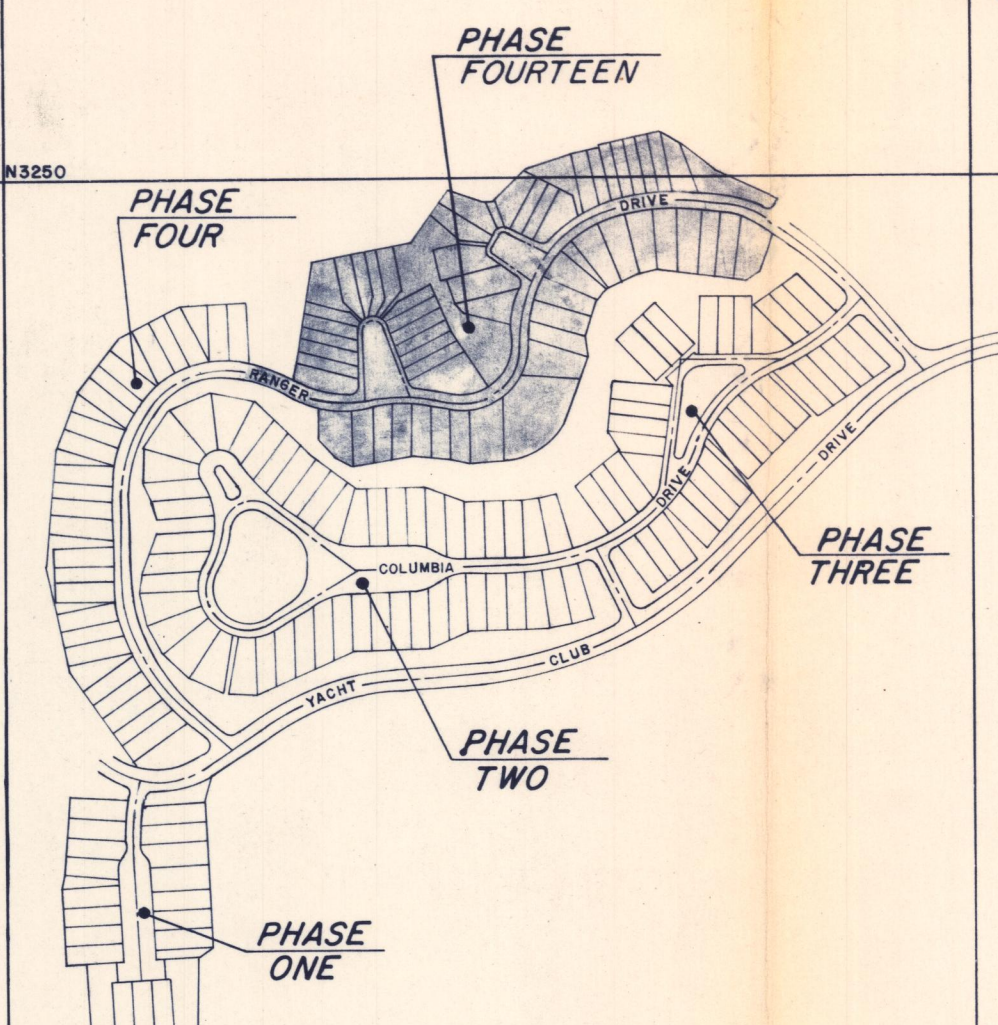 PHASE
FOURTEEN
N3250
PHASE
FOUR
DRIVE
RANGER
DRIVE
DRIVE
PHASE
THREE
COLUMBIA
CLUB
YACHT
PHASE
TWO
PHASE
ONE